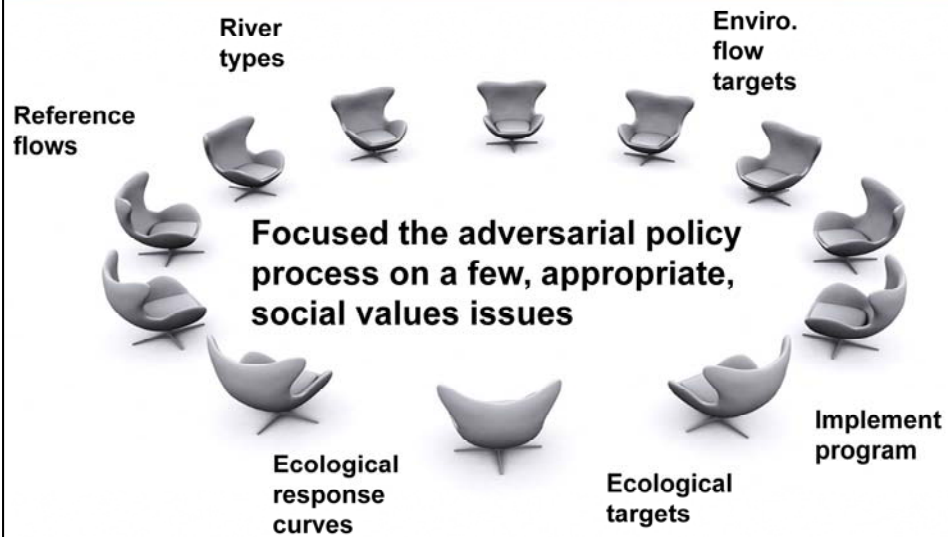 River
types
Enviro.
flow
targets
Reference
flows
Focused the adversarial policy
process on a few, appropriate,
social values issues
Implement
program
Ecological
response
curves
Ecological
targets